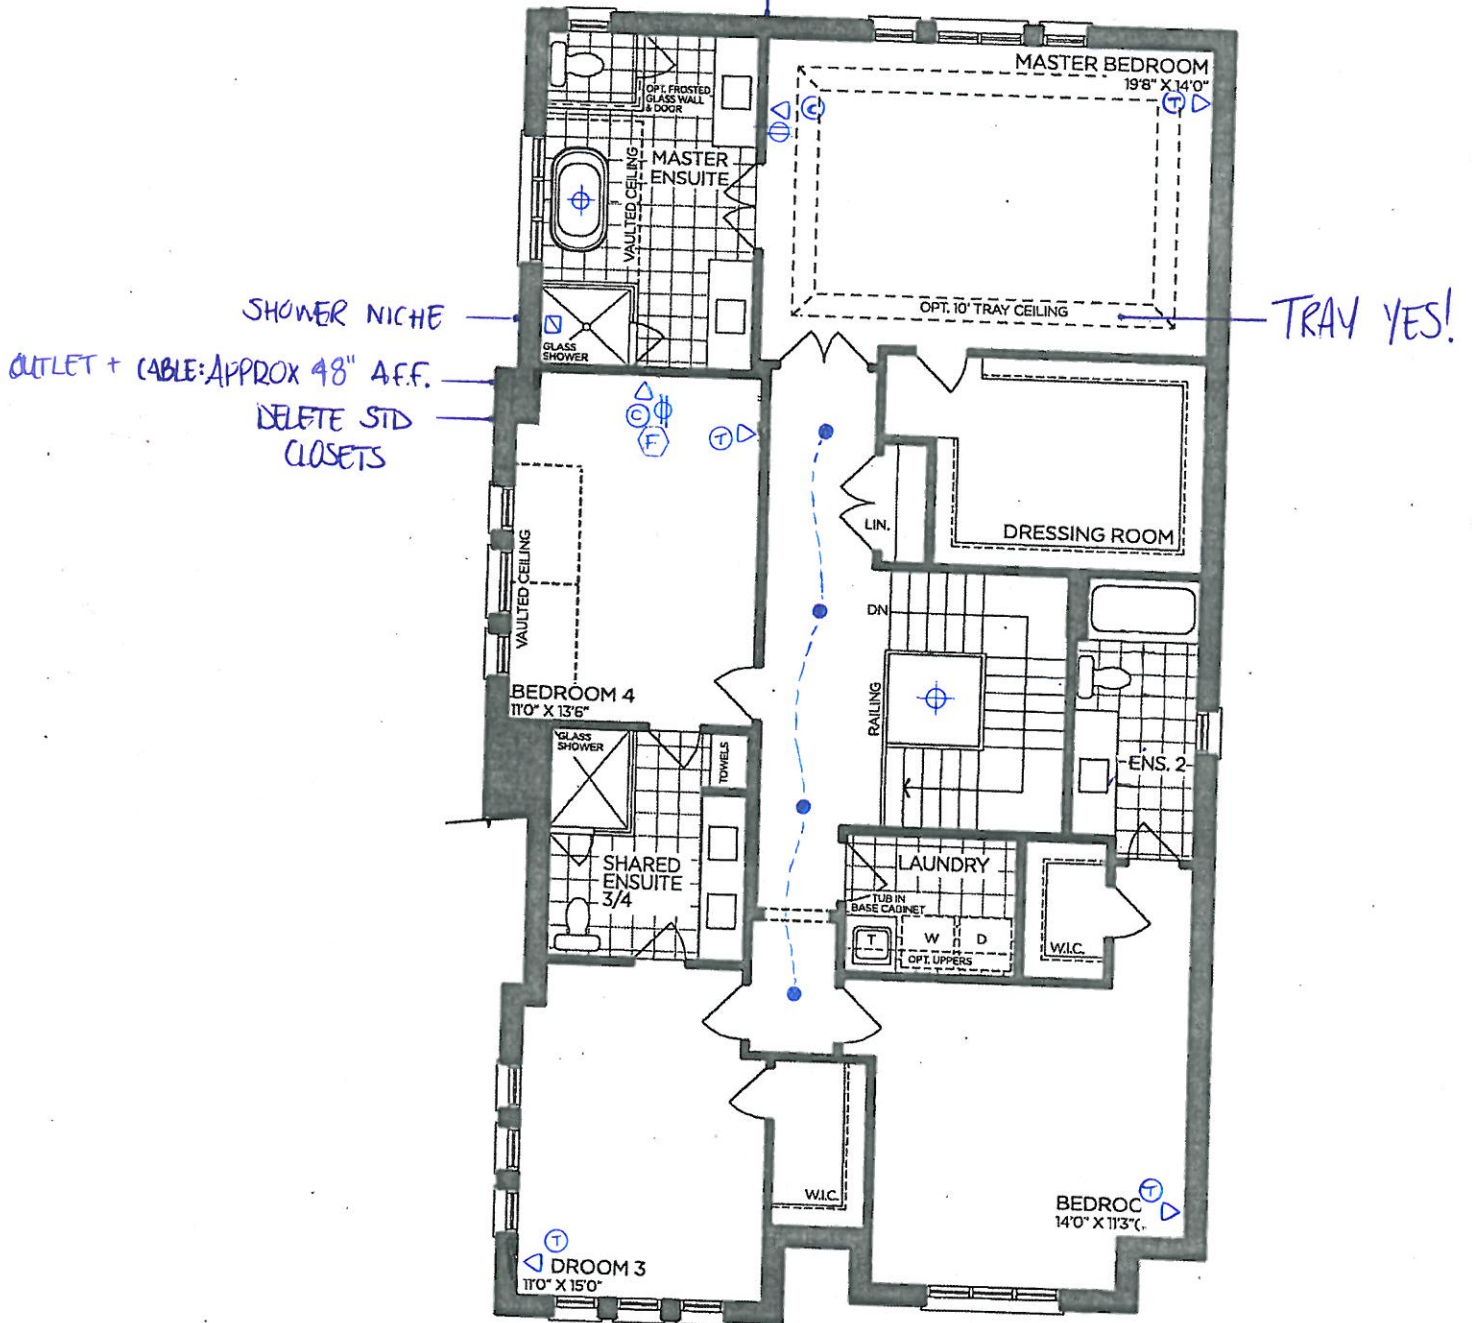 MASTER BEDROOM
19'8" X 14'0"
T
C
OPT. FROSTED
GLASS WALL
& DOOR
MASTER
ENSUITE
VAULTED CEILING
SHOWER NICHE
GLASS
SHOWER
OPT. 10' TRAY CEILING
TRAY YES!
OUTLET + CABLE: APPROX 48" A.F.F.
DELETE STD
CLOSETS
C
F
T
LIN.
DRESSING ROOM
VAULTED CEILING
DN
BEDROOM 4
11'0" X 13'6"
RAILING
GLASS
SHOWER
TOWELS
ENS. 2
SHARED
ENSUITE
3/4
LAUNDRY
TUB IN
BASE CABINET
T
W
D
OPT. UPPERS
W.I.C.
W.I.C.
T
BEDROC
14'0" X 11'3"(.
T
DROOM 3
11'0" X 15'0"